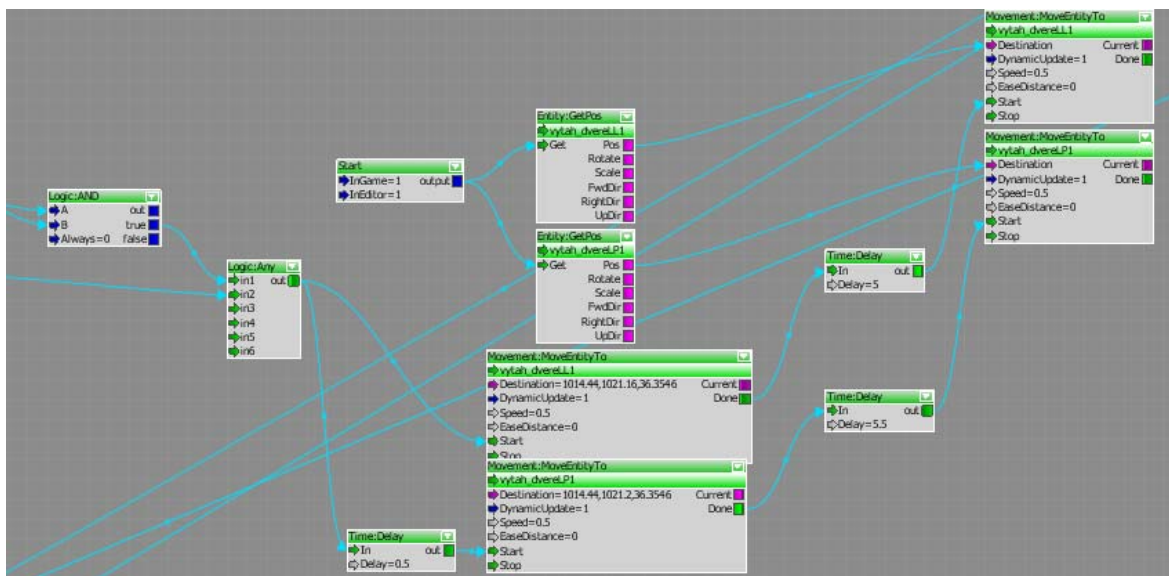 Movement:MoveEntityTo
vytah_dvereLL1
Destination Current
DynamicUpdate=1 Done
Speed=0.5
EaseDistance=0
Start
Stop
Movement:MoveEntityTo
vytah_dvereLP1
Destination Current
DynamicUpdate=1 Done
Speed=0.5
EaseDistance=0
Start
Stop
Entity:GetPos
vytah_dvereLL1
Get Pos
Rotate
Scale
FwdDir
RightDir
UpDir
Start
InGame=1 output
InEditor=1
Logic:AND
A out
B true
Always=0 false
Entity:GetPos
vytah_dvereLP1
Get Pos
Rotate
Scale
FwdDir
RightDir
UpDir
Logic:Any
in1 out
in2
in3
in4
in5
in6
Time:Delay
In out
Delay=5
Movement:MoveEntityTo
vytah_dvereLL1
Destination=1014.44,1021.16,36.3546 Current
DynamicUpdate=1 Done
Speed=0.5
EaseDistance=0
Start
Stop
Time:Delay
In out
Delay=5.5
Movement:MoveEntityTo
vytah_dvereLP1
Destination=1014.44,1021.2,36.3546 Current
DynamicUpdate=1 Done
Speed=0.5
EaseDistance=0
Start
Stop
Time:Delay
In out
Delay=0.5